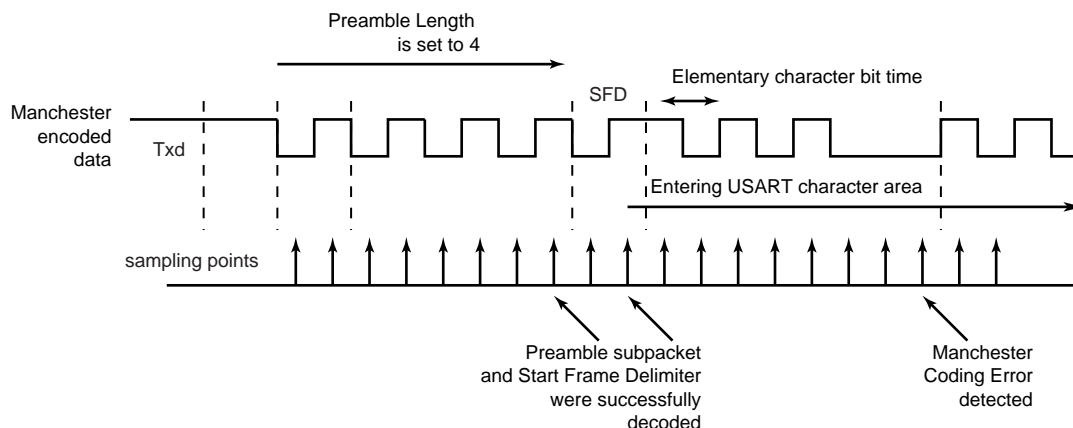 Preamble Length
is set to 4
Elementary character bit time
SFD
Manchester
encoded
data
Txd
Entering USART character area
sampling points
Preamble subpacket
and Start Frame Delimiter
were successfully
decoded
Manchester
Coding Error
detected